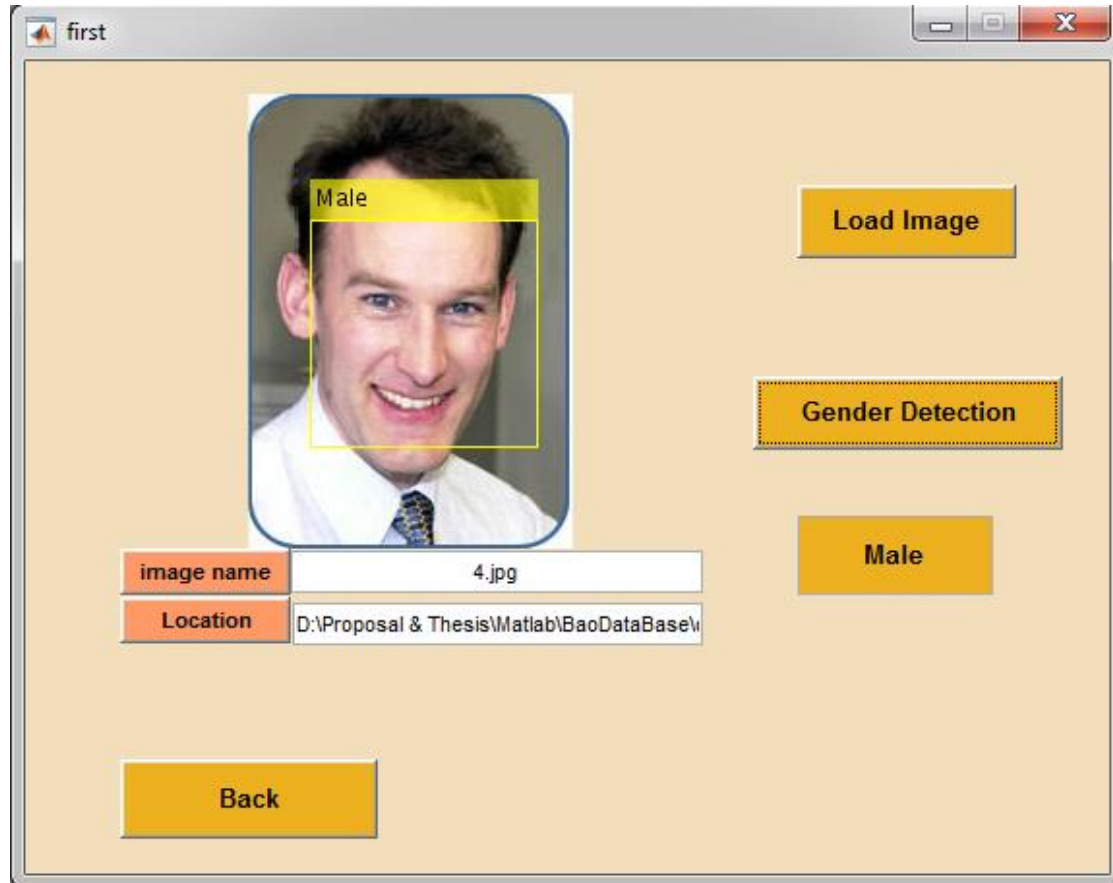 first
Male
Load Image
Gender Detection
Male
image name
4.jpg
Location
D:\Proposal & Thesis\Matlab\BaoDataBase\
Back